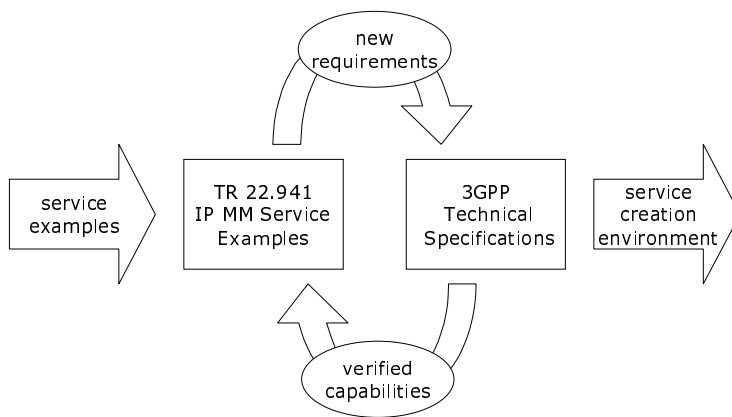 new
requirements
service
examples
TR 22.941
IP MM Service
Examples
3GPP
Technical
Specifications
service
creation
environment
verified
capabilities